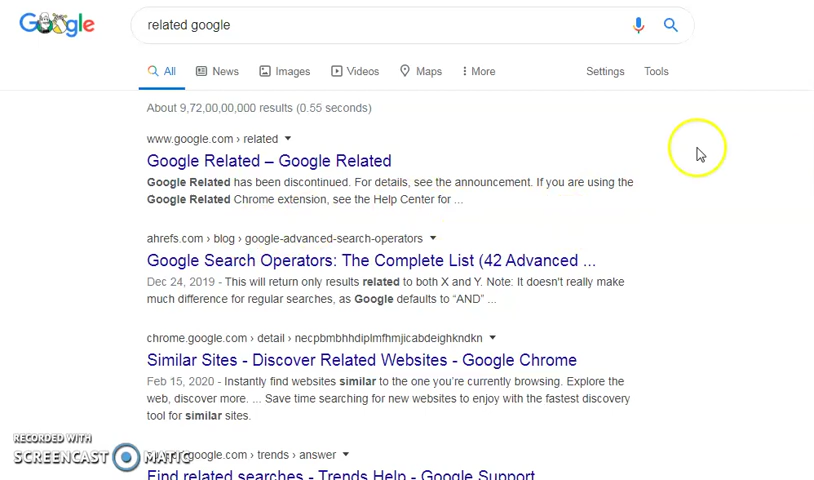 Google
related google
All News Images Videos Maps More Settings Tools
About 9,72,00,00,000 results (0.55 seconds)
www.google.com › related
Google Related – Google Related
Google Related has been discontinued. For details, see the announcement. If you are using the
Google Related Chrome extension, see the Help Center for ...
ahrefs.com › blog › google-advanced-search-operators
Google Search Operators: The Complete List (42 Advanced ...
Dec 24, 2019 - This will return only results related to both X and Y. Note: It doesn't really make
much difference for regular searches, as Google defaults to “AND” ...
chrome.google.com › detail › necpbmbhhdiplmfhmjicabdeighkndkn
Similar Sites - Discover Related Websites - Google Chrome
Feb 15, 2020 - Instantly find websites similar to the one you’re currently browsing. Explore the
web, discover more. ... Save time searching for new websites to enjoy with the fastest discovery
tool for similar sites.
RECORDED WITH
SCREENCAST MATIC
› trends › answer
Find related searches - Trends Help - Google Support